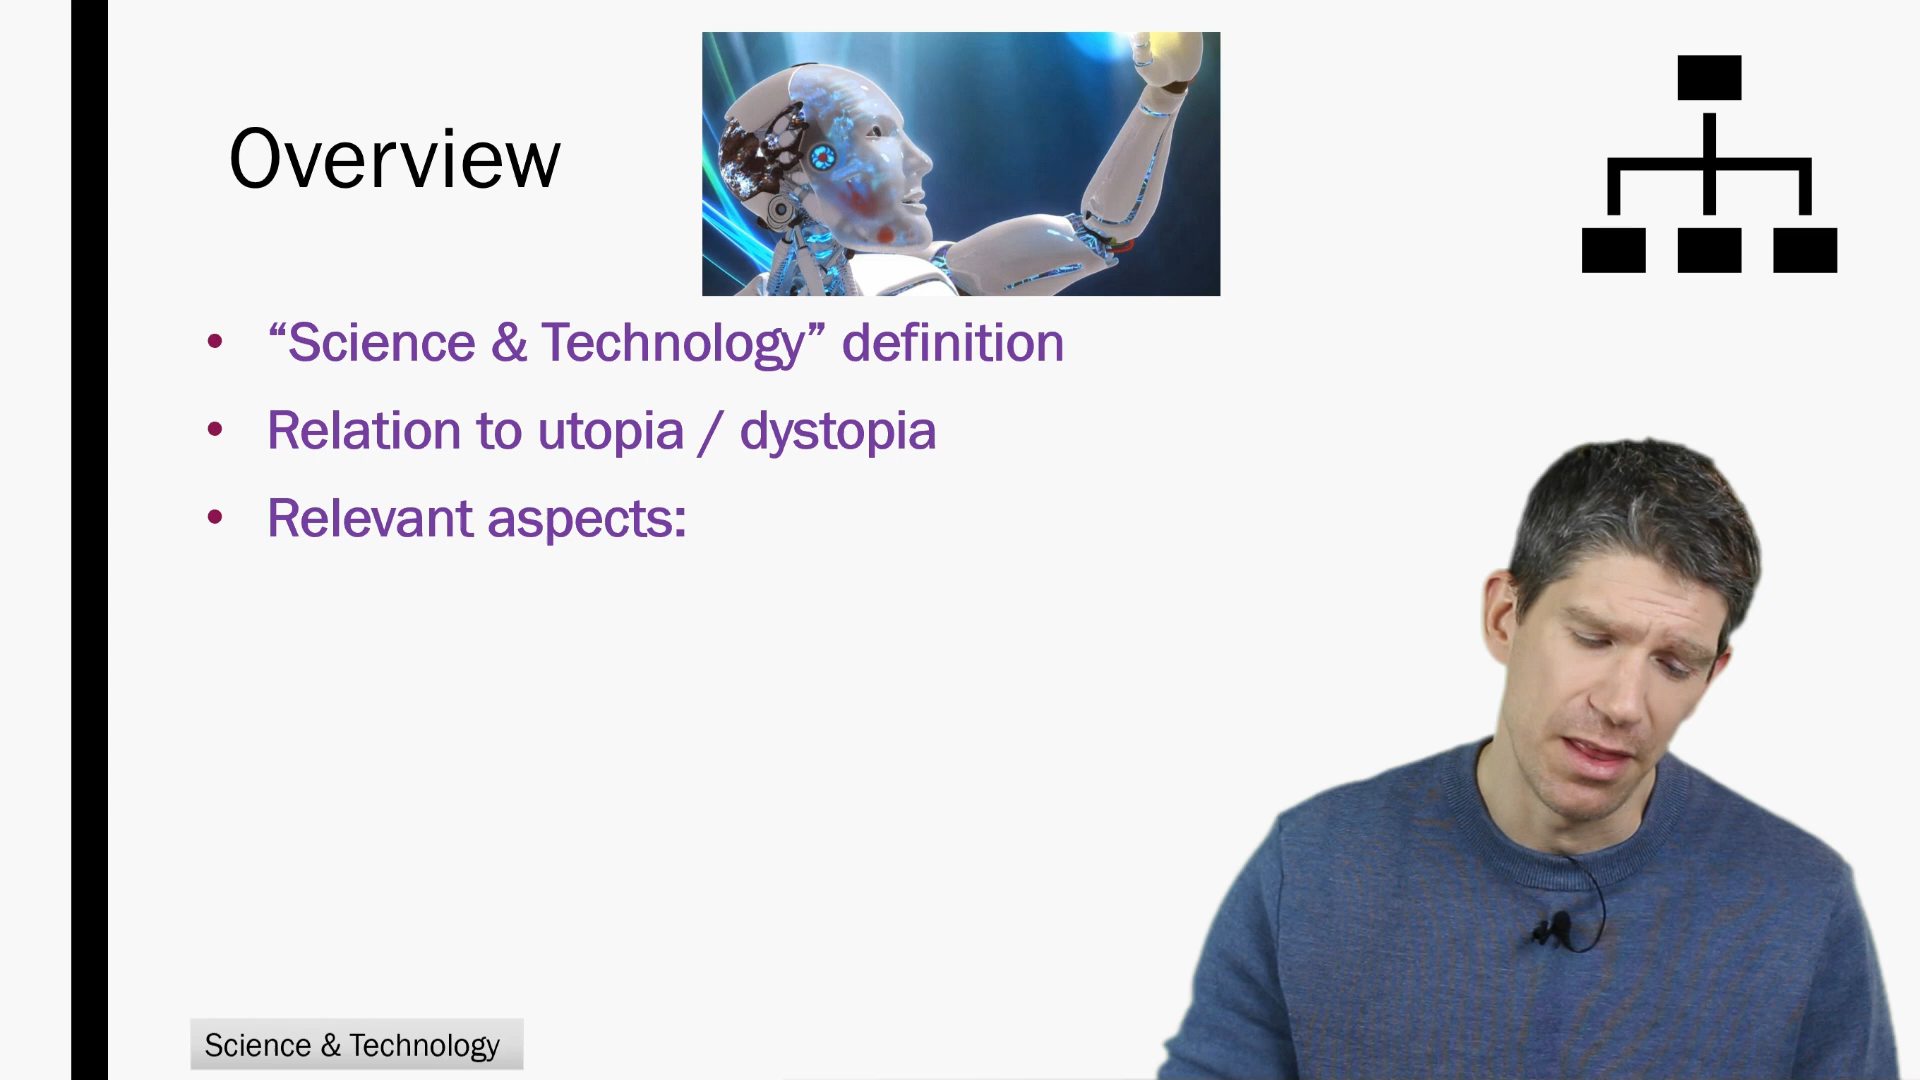 Overview
• “Science & Technology” definition
• Relation to utopia / dystopia
• Relevant aspects:
Science & Technology